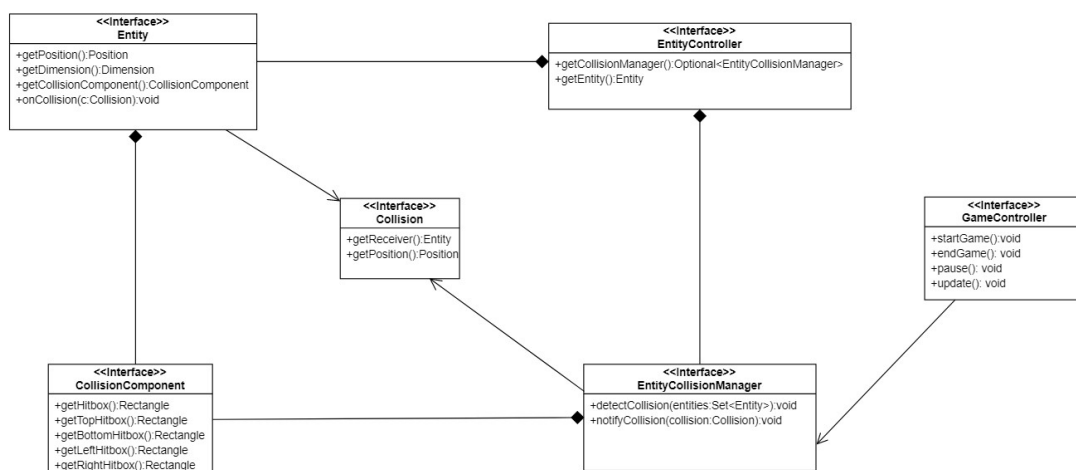 <<Interface>>
Entity
+getPosition():Position
+getDimension():Dimension
+getCollisionComponent():CollisionComponent
+onCollision(c:Collision):void
<<Interface>>
EntityController
+getCollisionManager():Optional<EntityCollisionManager>
+getEntity():Entity
<<Interface>>
Collision
+getReceiver():Entity
+getPosition():Position
<<Interface>>
GameController
+startGame():void
+endGame(): void
+pause(): void
+update(): void
<<Interface>>
CollisionComponent
+getHitbox():Rectangle
+getTopHitbox():Rectangle
+getBottomHitbox():Rectangle
+getLeftHitbox():Rectangle
+getRightHitbox():Rectangle
<<Interface>>
EntityCollisionManager
+detectCollision(entities:Set<Entity>):void
+notifyCollision(collision:Collision):void